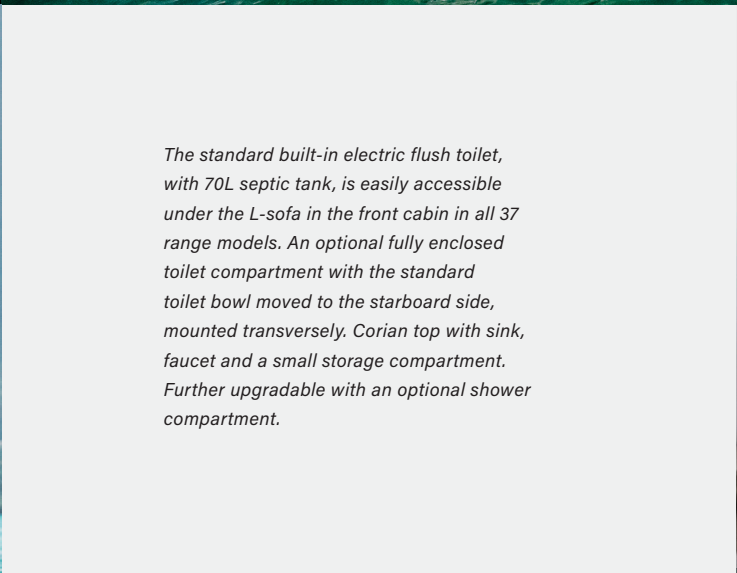 The standard built-in electric flush toilet,
with 70L septic tank, is easily accessible
under the L-sofa in the front cabin in all 37
range models. An optional fully enclosed
toilet compartment with the standard
toilet bowl moved to the starboard side,
mounted transversely. Corian top with sink,
faucet and a small storage compartment.
Further upgradable with an optional shower
compartment.